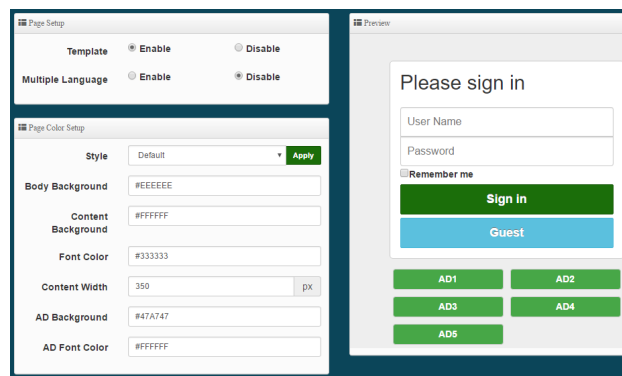 Page Setup
Template Enable Disable
Multiple Language Enable Disable
Page Color Setup
Style Default Apply
Body Background #EEEEEE
Content Background #FFFFFF
Font Color #333333
Content Width 350 px
AD Background #47A747
AD Font Color #FFFFFF
Preview
Please sign in
User Name
Password
Remember me
Sign in
Guest
AD1 AD2
AD3 AD4
AD5